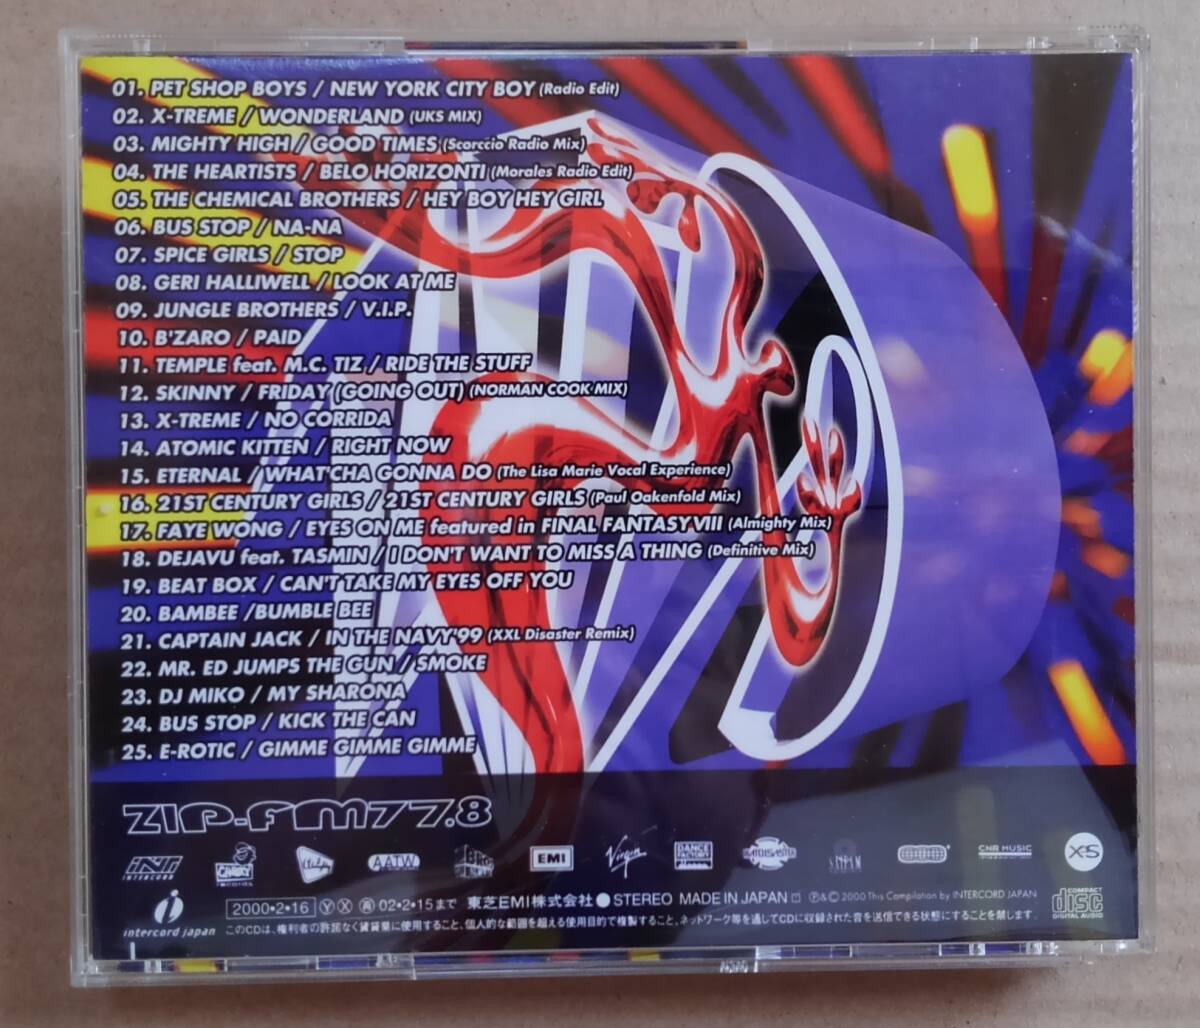 01. PET SHOP BOYS / NEW YORK CITY BOY (Radio Edit)
02. X-TREME / WONDERLAND (UKS MIX)
03. MIGHTY HIGH / GOOD TIMES (Scorccio Radio Mix)
04. THE HEARTISTS / BELO HORIZONTI (Morales Radio Edit)
05. THE CHEMICAL BROTHERS / HEY BOY HEY GIRL
06. BUS STOP / NA-NA
07. SPICE GIRLS / STOP
08. GERI HALLIWELL / LOOK AT ME
09. JUNGLE BROTHERS / V.I.P.
10. B'ZARO / PAID
11. TEMPLE feat. M.C. TIZ / RIDE THE STUFF
12. SKINNY / FRIDAY (GOING OUT) (NORMAN COOK MIX)
13. X-TREME / NO CORRIDA
14. ATOMIC KITTEN / RIGHT NOW
15. ETERNAL / WHAT'CHA GONNA DO (The Lisa Marie Vocal Experience)
16. 21ST CENTURY GIRLS / 21ST CENTURY GIRLS (Paul Oakenfold Mix)
17. FAYE WONG / EYES ON ME featured in FINAL FANTASY VIII (Almighty Mix)
18. DEJAVU feat. TASMIN / I DON'T WANT TO MISS A THING (Definitive Mix)
19. BEAT BOX / CAN'T TAKE MY EYES OFF YOU
20. BAMBEE /BUMBLE BEE
21. CAPTAIN JACK / IN THE NAVY'99 (XXL Disaster Remix)
22. MR. ED JUMPS THE GUN / SMOKE
23. DJ MIKO / MY SHARONA
24. BUS STOP / KICK THE CAN
25. E-ROTIC / GIMME GIMME GIMME
ZIP-FM77.8
INT INTERCORD AATW EMI Virgin DANCE FACTORY CNR MUSIC X-S
2000・2・16 Y X 再 02・2・15まで 東芝EMI株式会社 ● STEREO MADE IN JAPAN ℗&© 2000 This Compilation by INTERCORD JAPAN
COMPACT disc DIGITAL AUDIO
intercord japan
このCDは、権利者の許諾なく賃貸業に使用すること、個人的な範囲を超える使用目的で複製すること、ネットワーク等を通してCDに収録された音を送信できる状態にすることを禁じます。